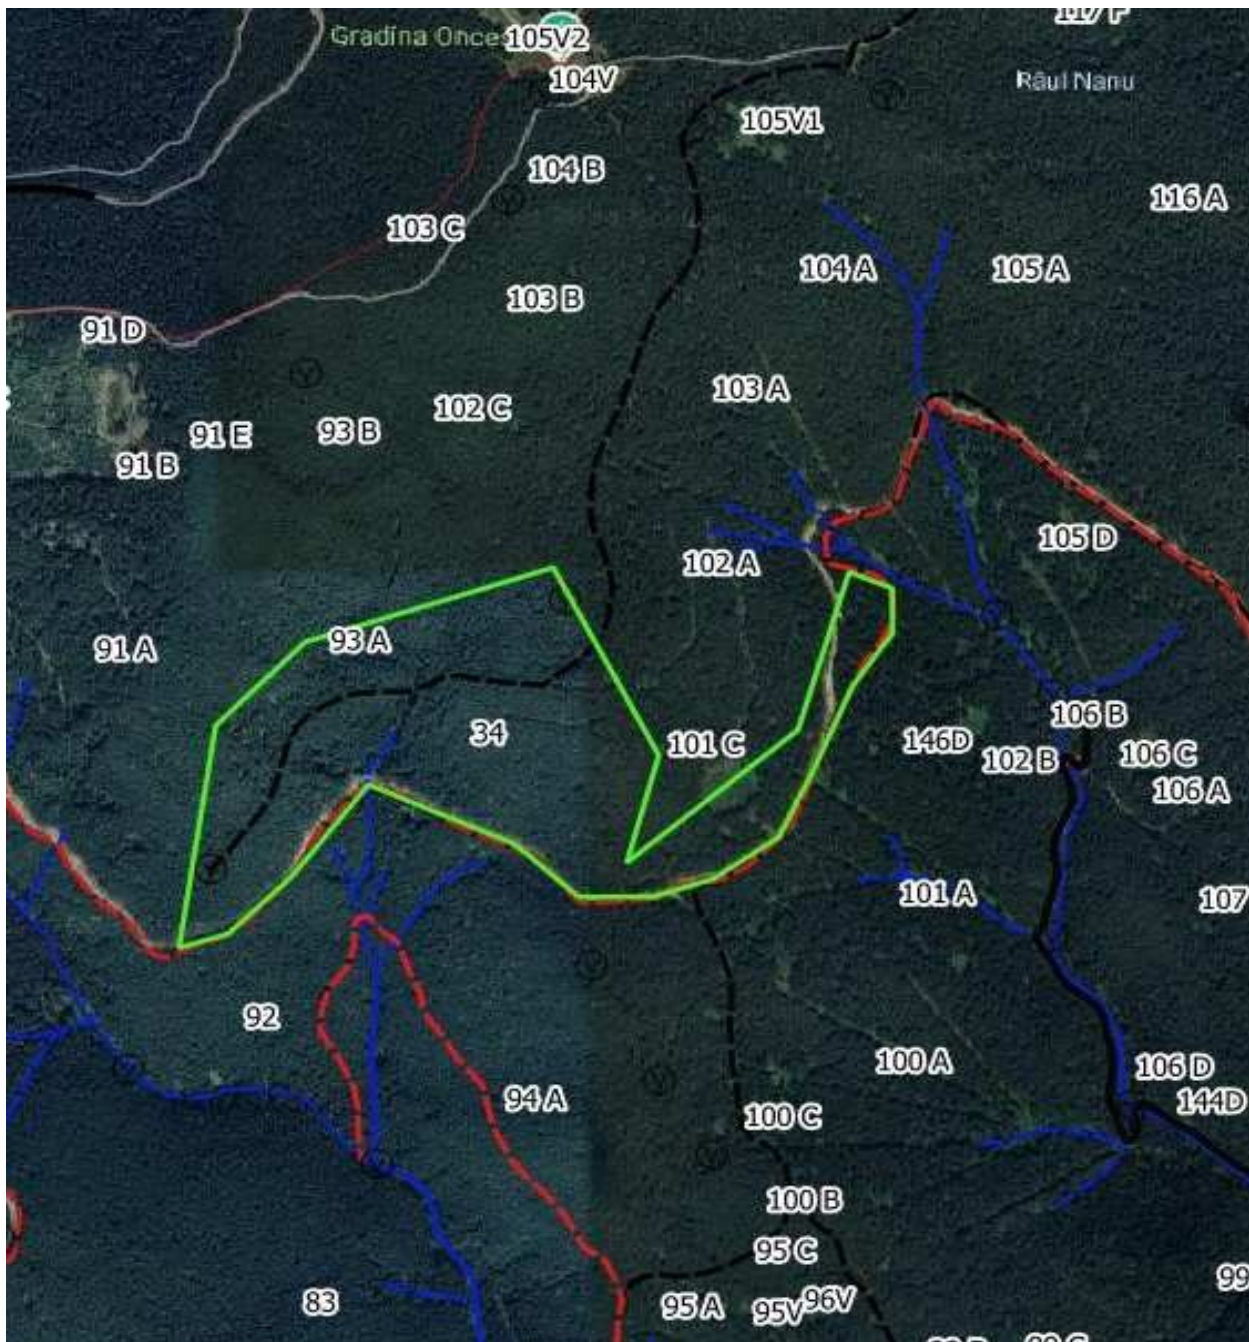 117 F
Gradina Onces
105V2
104V
Râul Nanu
105V1
104 B
116 A
103 C
104 A
105 A
103 B
91 D
103 A
102 C
91 E
93 B
91 B
105 D
102 A
93 A
91 A
34
101 C
106 B
146D
102 B
106 C
106 A
101 A
107
92
100 A
106 D
94 A
144D
100 C
100 B
95 C
99
83
95 A
95V
96V